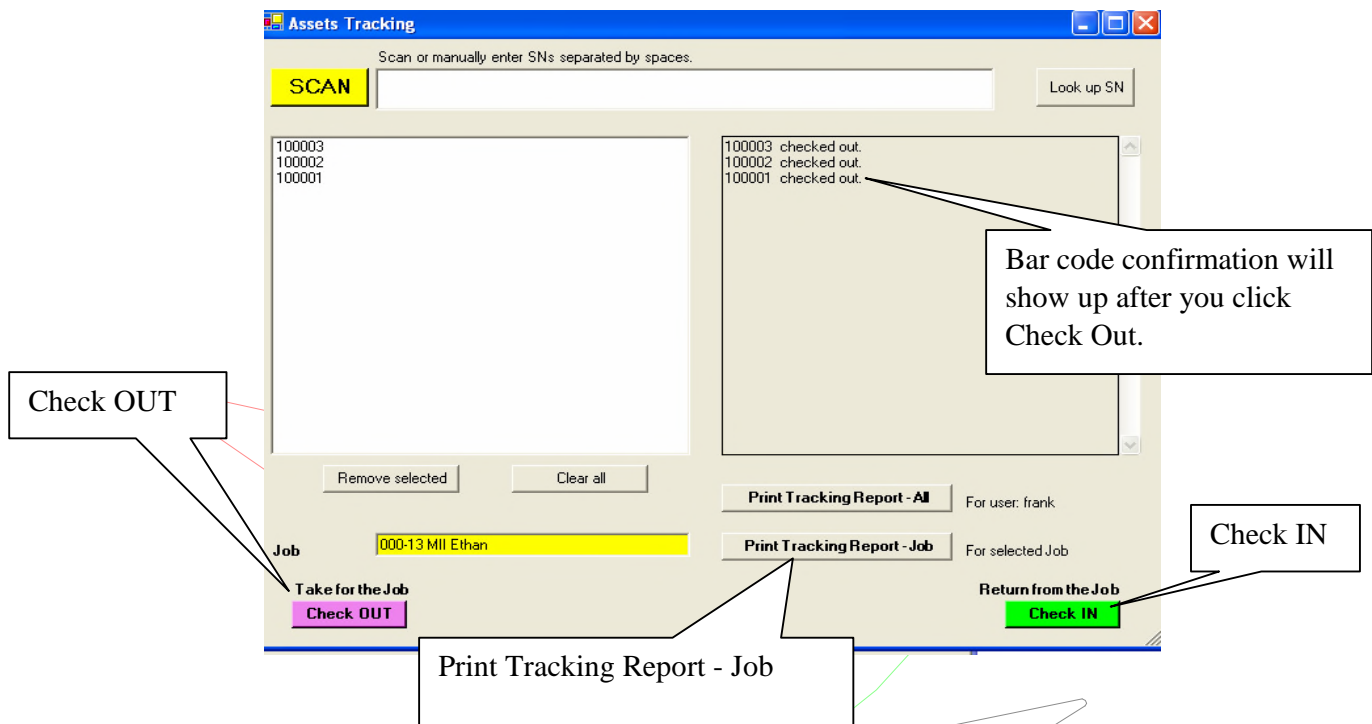 Assets Tracking
Scan or manually enter SNs separated by spaces.
SCAN
Look up SN
100003
100002
100001
100003 checked out.
100002 checked out.
100001 checked out.
Bar code confirmation will
show up after you click
Check Out.
Check OUT
Remove selected
Clear all
Print Tracking Report - All
For user: frank
Check IN
Job
000-13 MII Ethan
Print Tracking Report - Job
For selected Job
Take for the Job
Check OUT
Return from the Job
Check IN
Print Tracking Report - Job